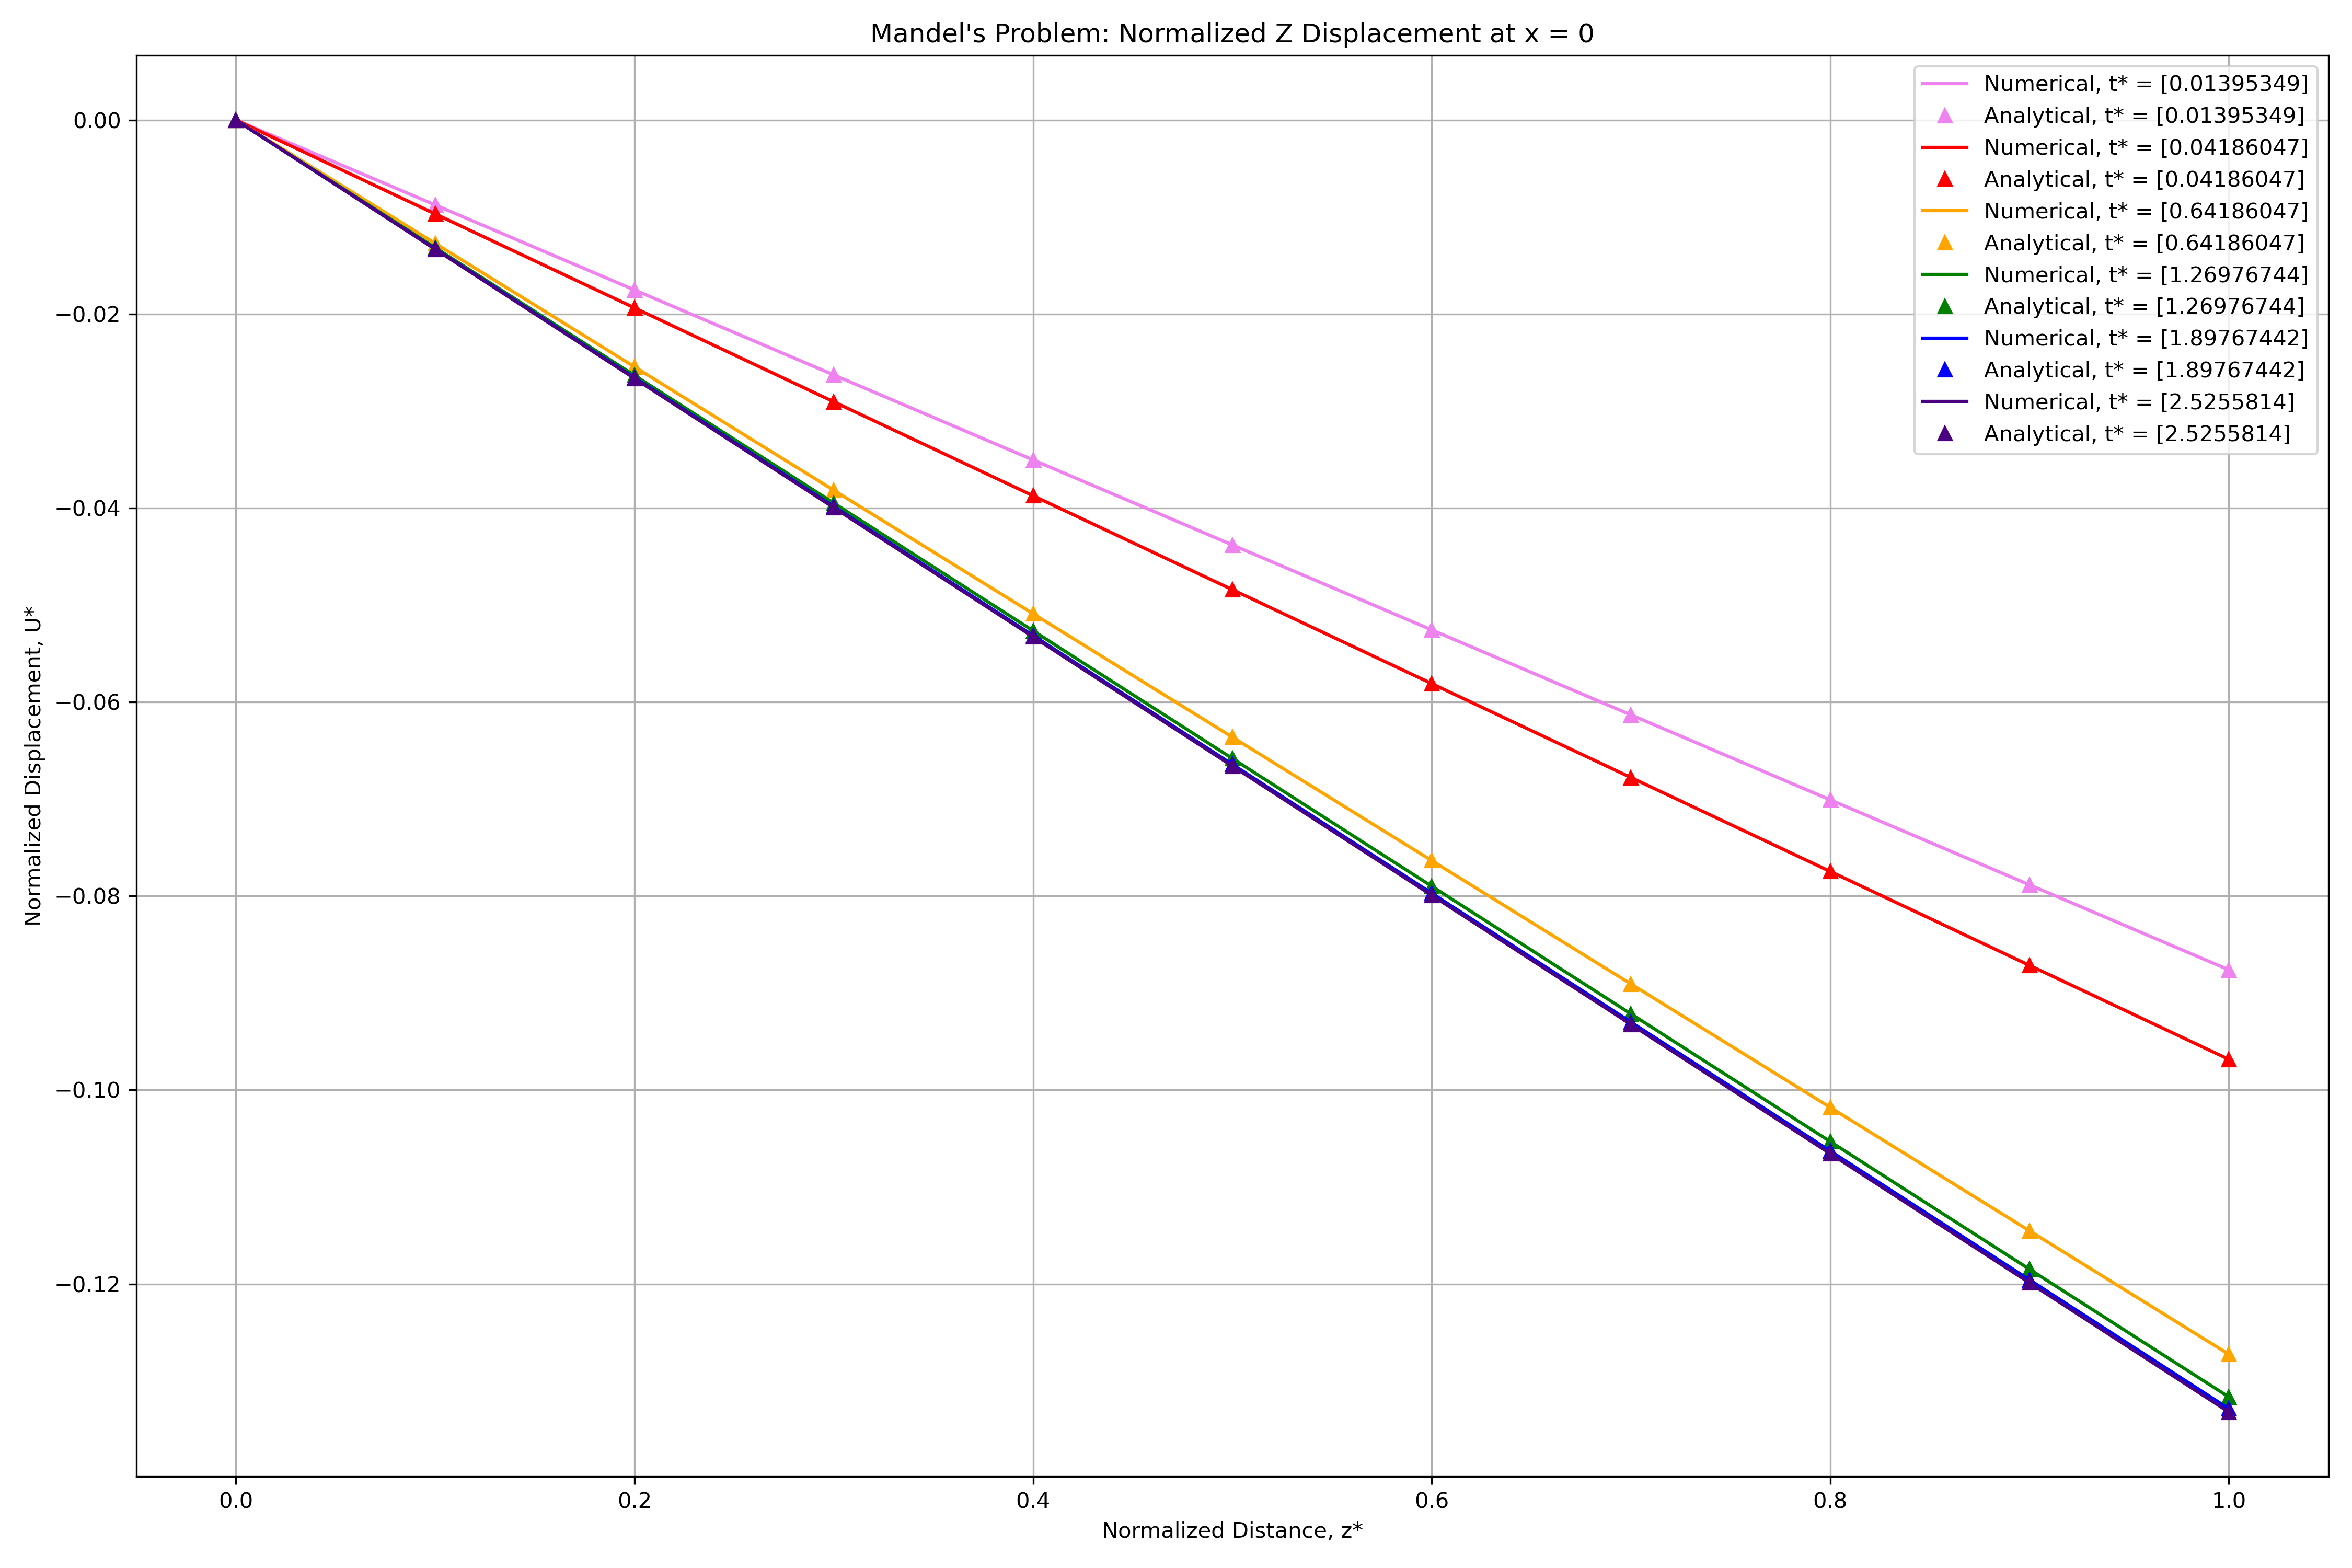 Mandel's Problem: Normalized Z Displacement at x = 0
Numerical, t* = [0.01395349]
Analytical, t* = [0.01395349]
Numerical, t* = [0.04186047]
Analytical, t* = [0.04186047]
Numerical, t* = [0.64186047]
Analytical, t* = [0.64186047]
Numerical, t* = [1.26976744]
Analytical, t* = [1.26976744]
Numerical, t* = [1.89767442]
Analytical, t* = [1.89767442]
Numerical, t* = [2.5255814]
Analytical, t* = [2.5255814]
Normalized Displacement, U*
0.00
−0.02
−0.04
−0.06
−0.08
−0.10
−0.12
0.0
0.2
0.4
0.6
0.8
1.0
Normalized Distance, z*